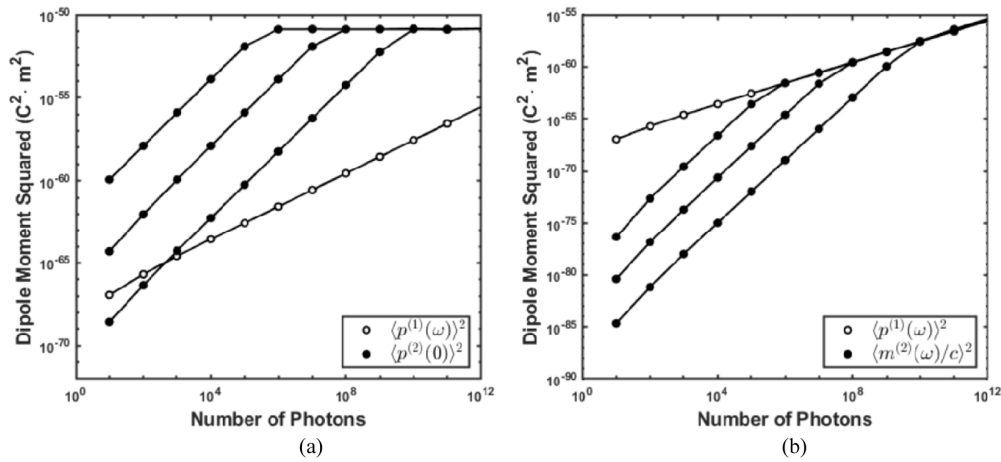 10^-50
10^-55
10^-60
10^-65
10^-70
Dipole Moment Squared (C^2· m^2)
10^0
10^4
10^8
10^12
Number of Photons
⟨p^(1)(ω)⟩^2
⟨p^(2)(0)⟩^2
(a)
10^-55
10^-60
10^-65
10^-70
10^-75
10^-80
10^-85
10^-90
Dipole Moment Squared (C^2· m^2)
10^0
10^4
10^8
10^12
Number of Photons
⟨p^(1)(ω)⟩^2
⟨m^(2)(ω)/c⟩^2
(b)